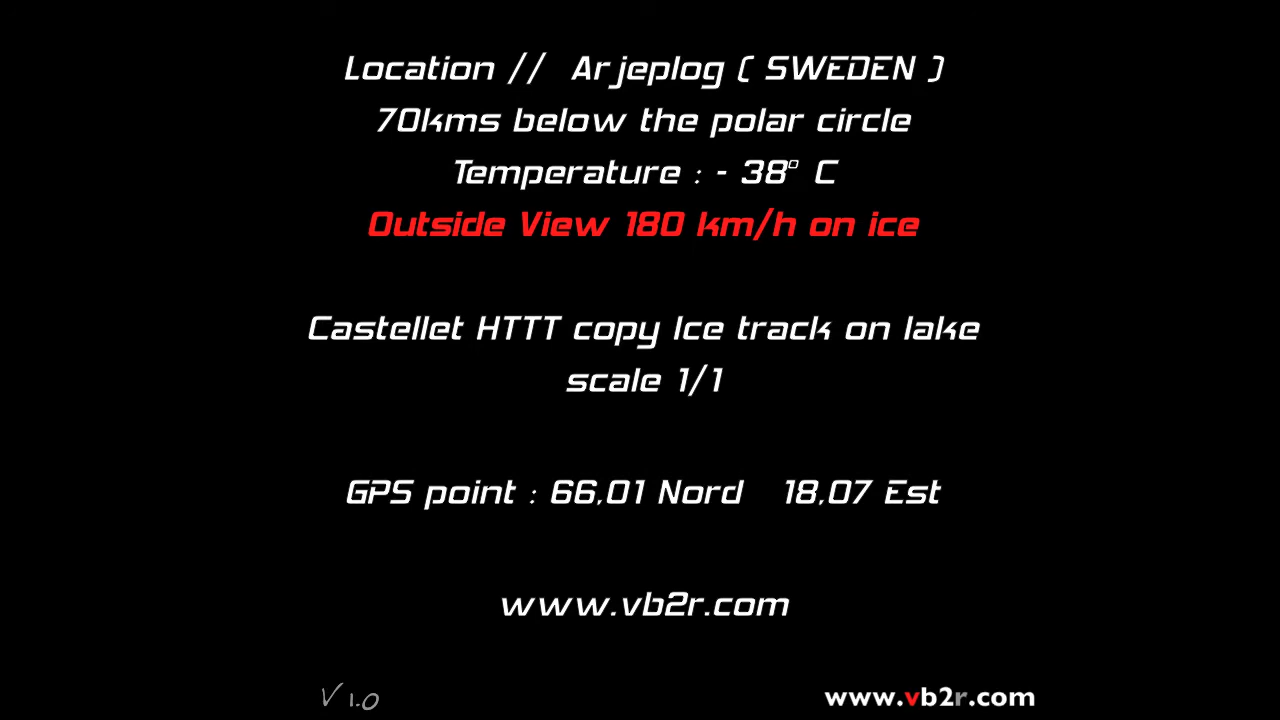 Location // Arjeplog ( SWEDEN )
70kms below the polar circle
Temperature : - 38° C
Outside View 180 km/h on ice
Castellet HTTT copy Ice track on lake
scale 1/1
GPS point : 66,01 Nord 18,07 Est
www.vb2r.com
V 1.0
www.vb2r.com